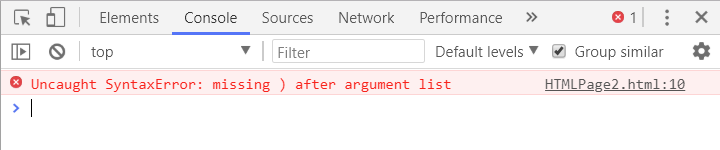 Elements Console Sources Network Performance » 1
top Filter Default levels Group similar
Uncaught SyntaxError: missing ) after argument list HTMLPage2.html:10
>